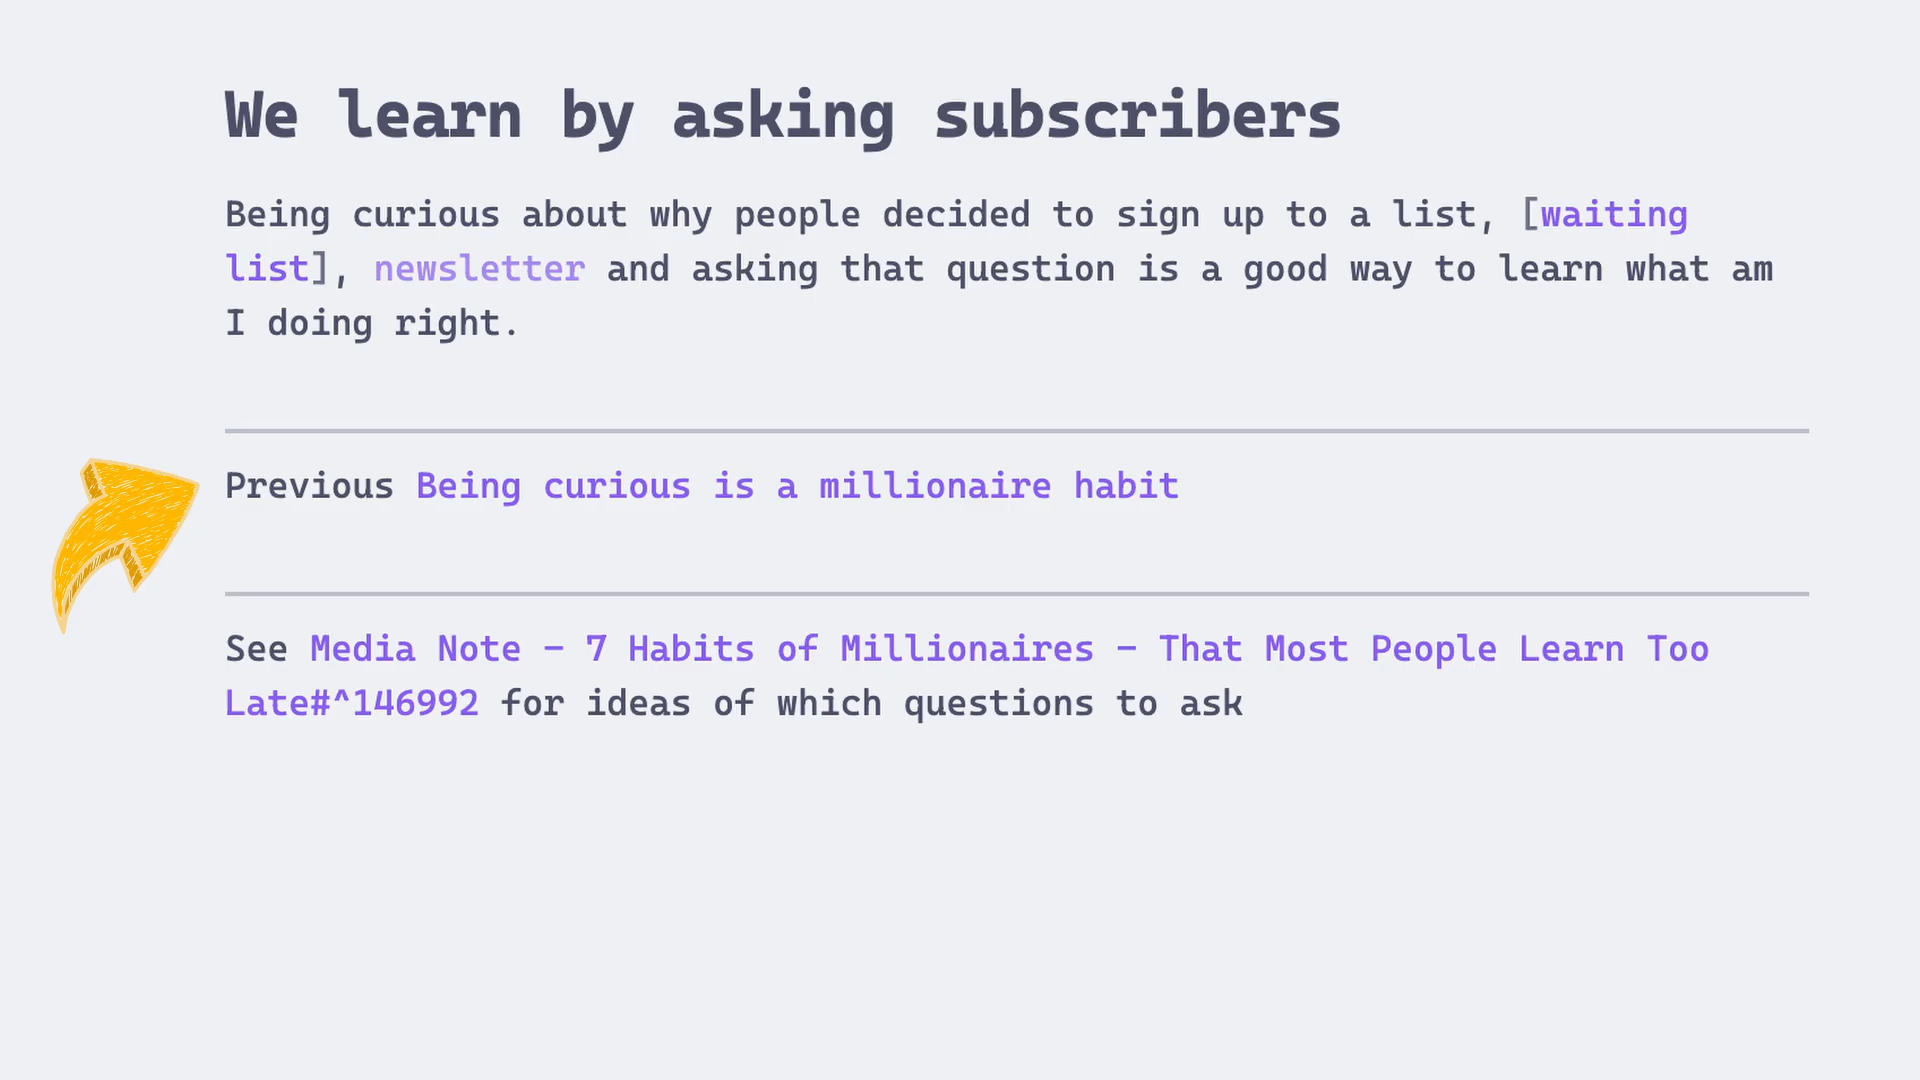 We learn by asking subscribers
Being curious about why people decided to sign up to a list, [waiting
list], newsletter and asking that question is a good way to learn what am
I doing right.
Previous Being curious is a millionaire habit
See Media Note – 7 Habits of Millionaires – That Most People Learn Too
Late#^146992 for ideas of which questions to ask